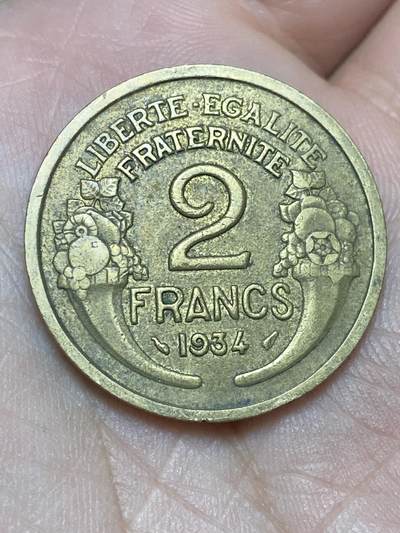 LIBERTE·EGALITE
FRATERNITE
2
FRANCS
1934